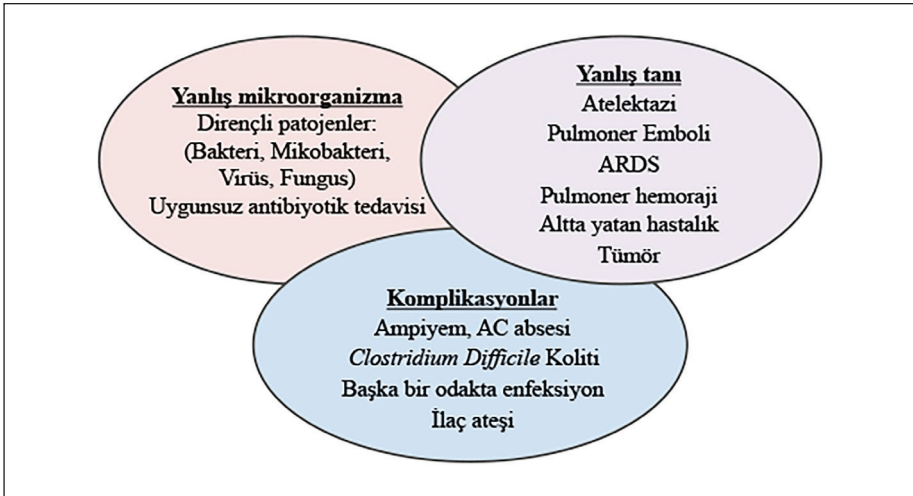 Yanlış mikroorganizma
Dirençli patojenler:
(Bakteri, Mikobakteri,
Virüs, Fungus)
Uygunsuz antibiyotik tedavisi
Yanlış tanı
Atelektazi
Pulmoner Emboli
ARDS
Pulmoner hemoraji
Altta yatan hastalık
Tümör
Komplikasyonlar
Ampiyem, AC absesi
Clostridium Difficile Koliti
Başka bir odakta enfeksiyon
İlaç ateşi